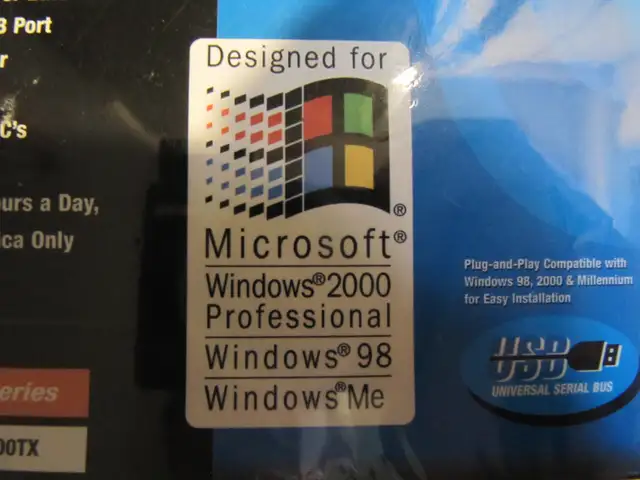 B Port
r
C's
ours a Day,
ica Only
eries
00TX
Designed for
®
Microsoft®
Windows®2000
Professional
Windows®98
Windows®Me
Plug-and-Play Compatible with
Windows 98, 2000 & Millennium
for Easy Installation
USB
UNIVERSAL SERIAL BUS